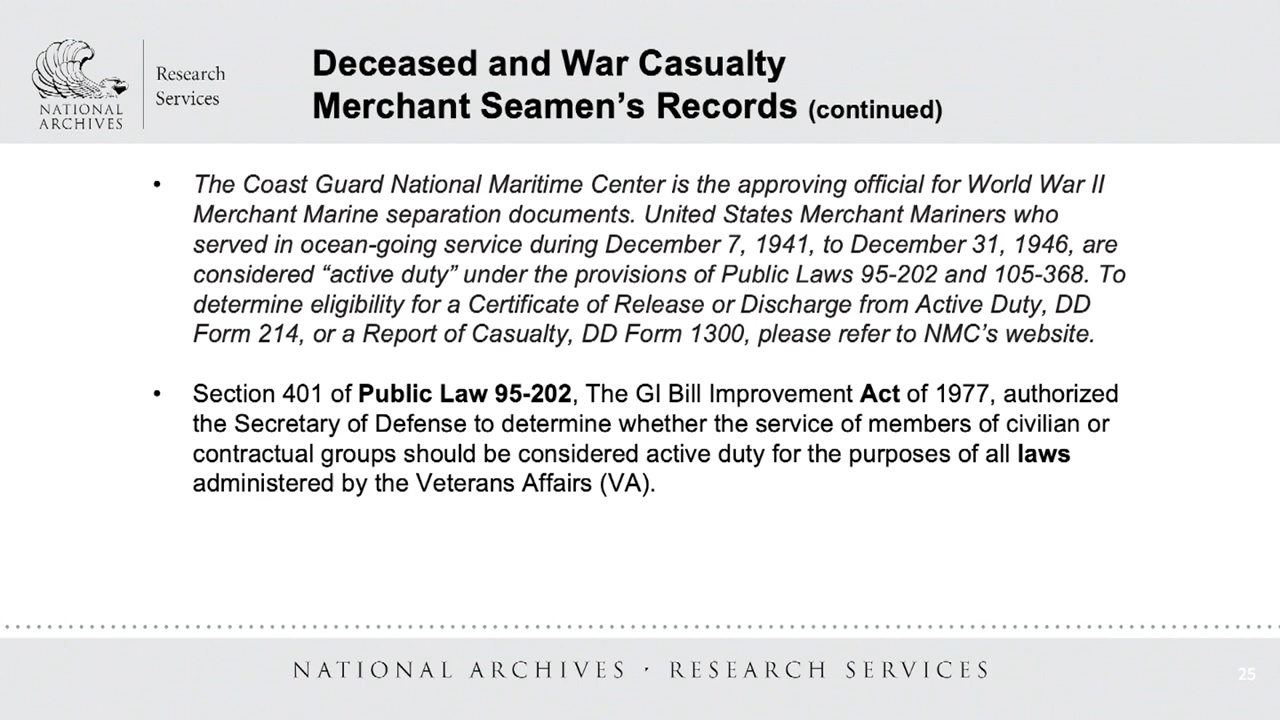 NATIONAL
ARCHIVES
Research
Services
Deceased and War Casualty
Merchant Seamen’s Records (continued)
• The Coast Guard National Maritime Center is the approving official for World War II
Merchant Marine separation documents. United States Merchant Mariners who
served in ocean-going service during December 7, 1941, to December 31, 1946, are
considered “active duty” under the provisions of Public Laws 95-202 and 105-368. To
determine eligibility for a Certificate of Release or Discharge from Active Duty, DD
Form 214, or a Report of Casualty, DD Form 1300, please refer to NMC’s website.
• Section 401 of Public Law 95-202, The GI Bill Improvement Act of 1977, authorized
the Secretary of Defense to determine whether the service of members of civilian or
contractual groups should be considered active duty for the purposes of all laws
administered by the Veterans Affairs (VA).
NATIONAL ARCHIVES · RESEARCH SERVICES
25